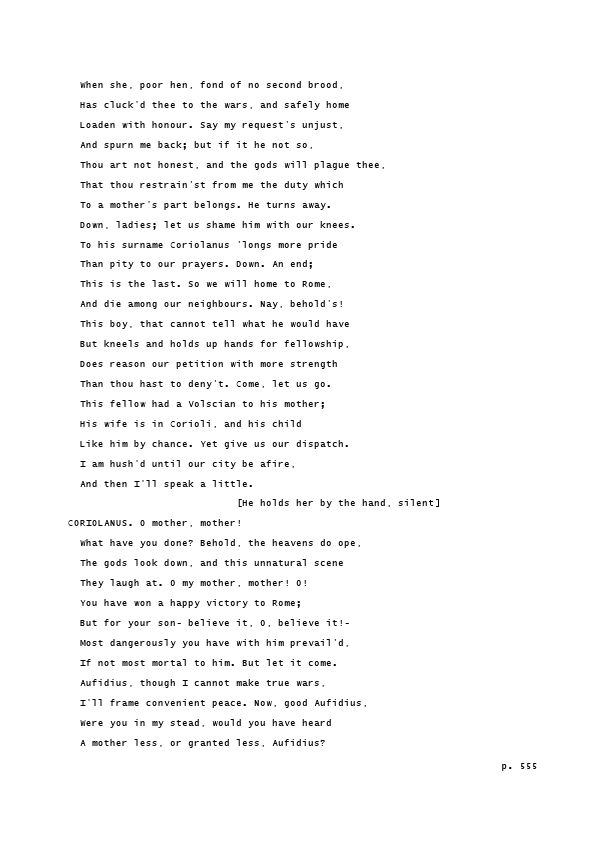 When she, poor hen, fond of no second brood,
Has cluck'd thee to the wars, and safely home
Loaden with honour. Say my request's unjust,
And spurn me back; but if it he not so,
Thou art not honest, and the gods will plague thee,
That thou restrain'st from me the duty which
To a mother's part belongs. He turns away.
Down, ladies; let us shame him with our knees.
To his surname Coriolanus 'longs more pride
Than pity to our prayers. Down. An end;
This is the last. So we will home to Rome,
And die among our neighbours. Nay, behold's!
This boy, that cannot tell what he would have
But kneels and holds up hands for fellowship,
Does reason our petition with more strength
Than thou hast to deny't. Come, let us go.
This fellow had a Volscian to his mother;
His wife is in Corioli, and his child
Like him by chance. Yet give us our dispatch.
I am hush'd until our city be afire,
And then I'll speak a little.
[He holds her by the hand, silent]
CORIOLANUS. O mother, mother!
What have you done? Behold, the heavens do ope,
The gods look down, and this unnatural scene
They laugh at. O my mother, mother! O!
You have won a happy victory to Rome;
But for your son- believe it, O, believe it!-
Most dangerously you have with him prevail'd,
If not most mortal to him. But let it come.
Aufidius, though I cannot make true wars,
I'll frame convenient peace. Now, good Aufidius,
Were you in my stead, would you have heard
A mother less, or granted less, Aufidius?
p. 555